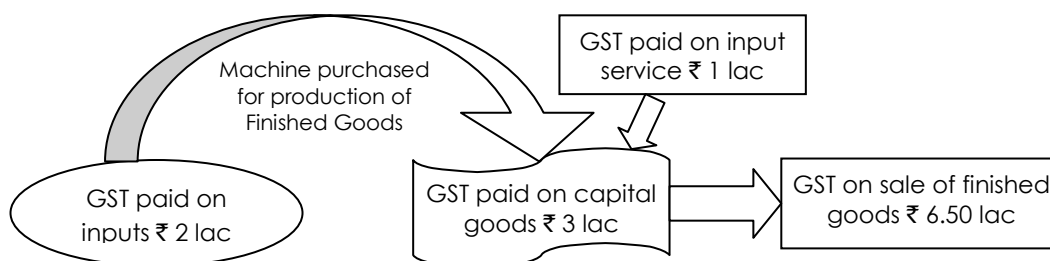 GST paid on input
service ₹ 1 lac
Machine purchased
for production of
Finished Goods
GST paid on
inputs ₹ 2 lac
GST paid on capital
goods ₹ 3 lac
GST on sale of finished
goods ₹ 6.50 lac